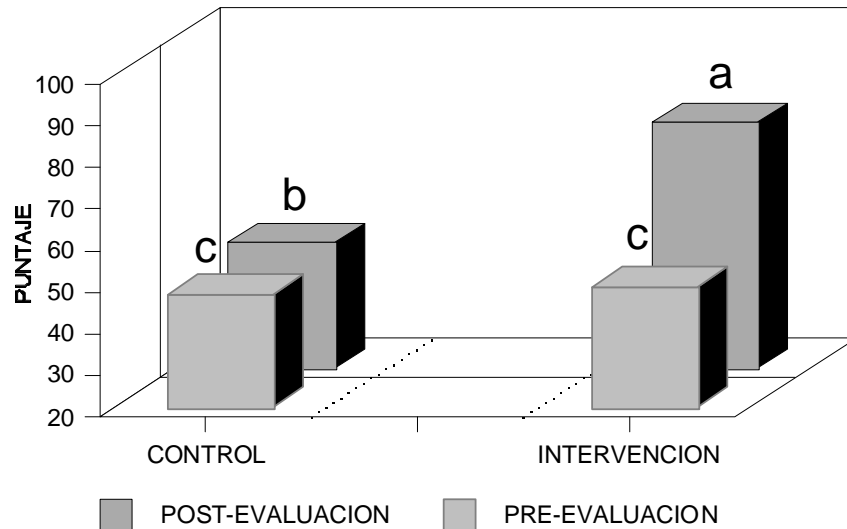 PUNTAJE
100
90
80
70
60
50
40
30
20
c
b
c
a
CONTROL
INTERVENCION
POST-EVALUACION
PRE-EVALUACION